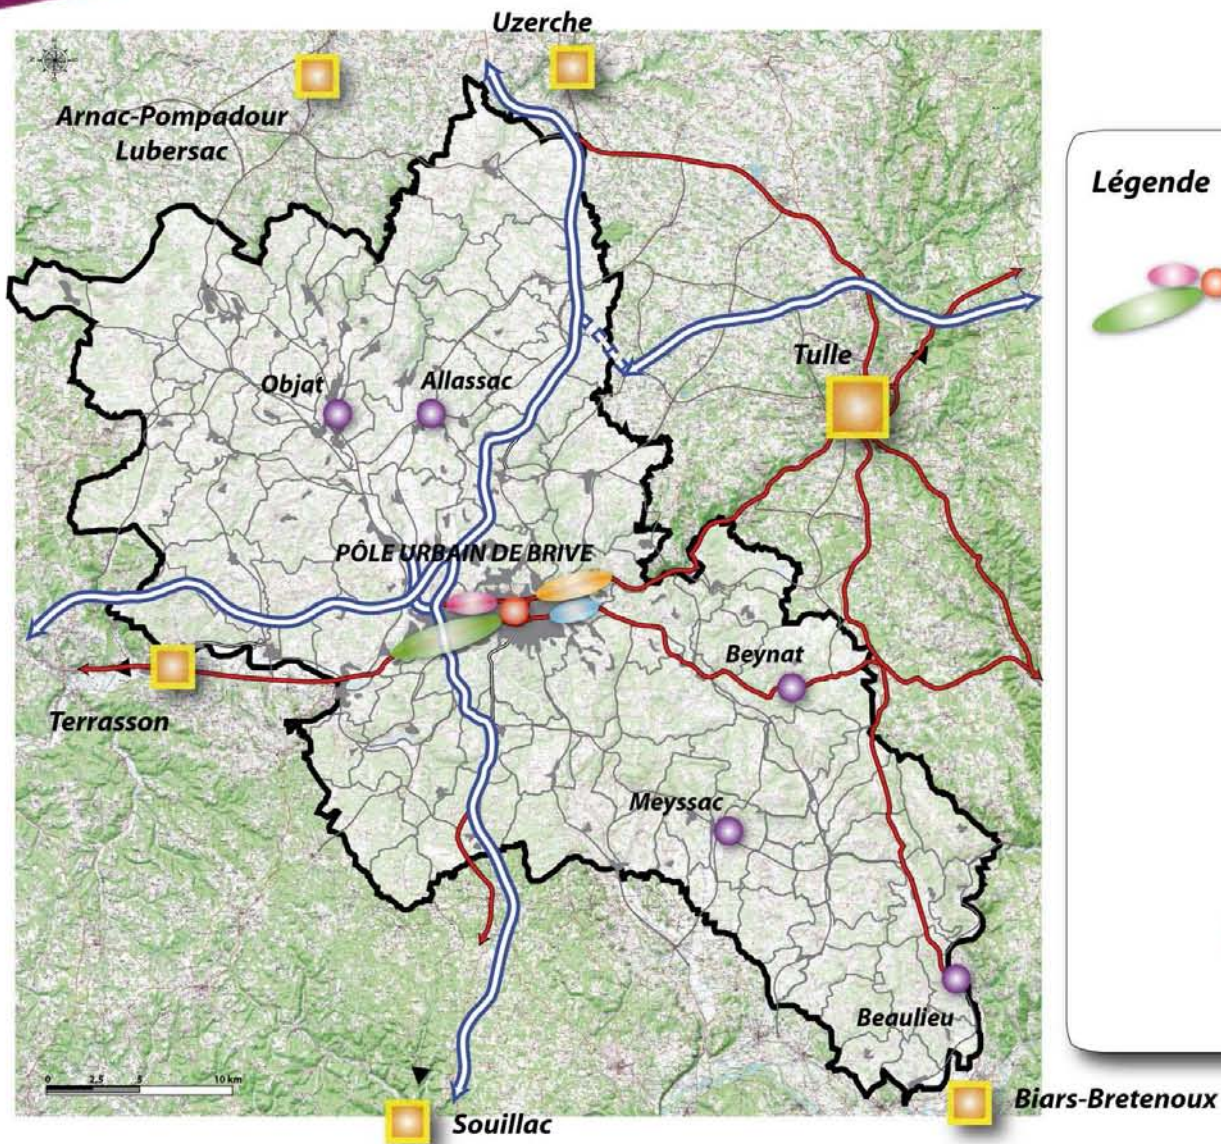 Uzerche
Arnac-Pompadour
Lubersac
Légende
Tulle
Objat
Allassac
PÔLE URBAIN DE BRIVE
Beynat
Terrasson
Meyssac
Beaulieu
0 2,5 5 10 km
Biars-Bretenoux
Souillac